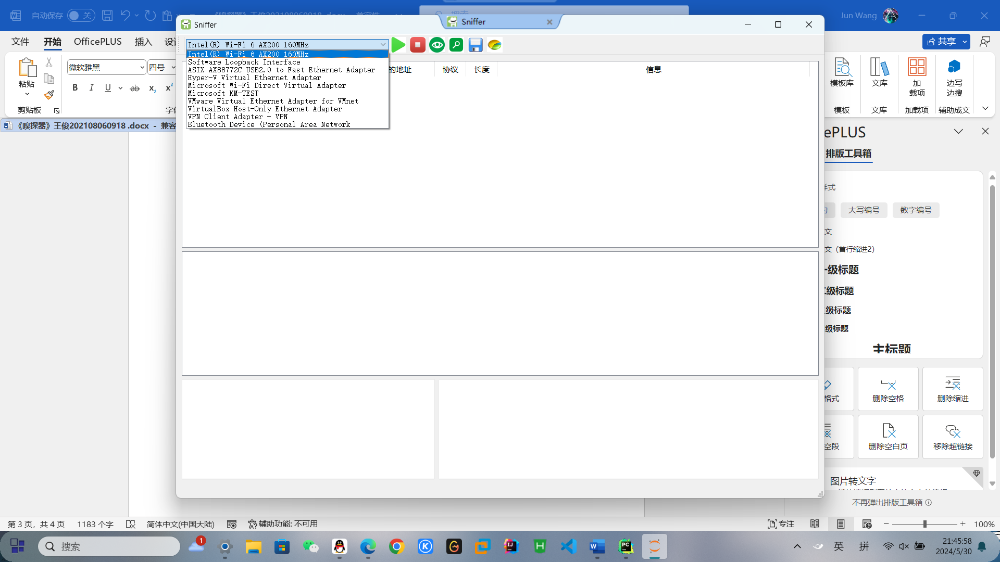 自动保存
关
Jun Wang
Sniffer
Sniffer
文件
开始
OfficePLUS
插入
共享
Intel(R) Wi-Fi 6 AX200 160MHz
Intel(R) Wi-Fi 6 AX200 160MHz
Software Loopback Interface
ASIX AX88772C USB2.0 to Fast Ethernet Adapter
Hyper-V Virtual Ethernet Adapter
Microsoft Wi-Fi Direct Virtual Adapter
Microsoft KM-TEST
VMware Virtual Ethernet Adapter for VMnet
VirtualBox Host-Only Ethernet Adapter
VPN Client Adapter - VPN
Bluetooth Device (Personal Area Network
的地址
协议
长度
信息
粘贴
微软雅黑
四号
B I U ab x₂ x²
剪贴板
模板库
文库
加
载项
边写
边搜
模板
文库
加载项
辅助成文
《嗅探器》王俊202108060918 .docx - 兼容
ePLUS
排版工具箱
样式
大写编号
数字编号
文
文（首行缩进2）
一级标题
二级标题
级标题
级标题
主标题
格式
删除空格
删除缩进
空段
删除空白页
移除超链接
图片转文字
不再弹出排版工具箱
第 3 页，共 4 页
1183 个字
简体中文(中国大陆)
辅助功能: 不可用
专注
100%
搜索
1
英
拼
21:45:58
2024/5/30